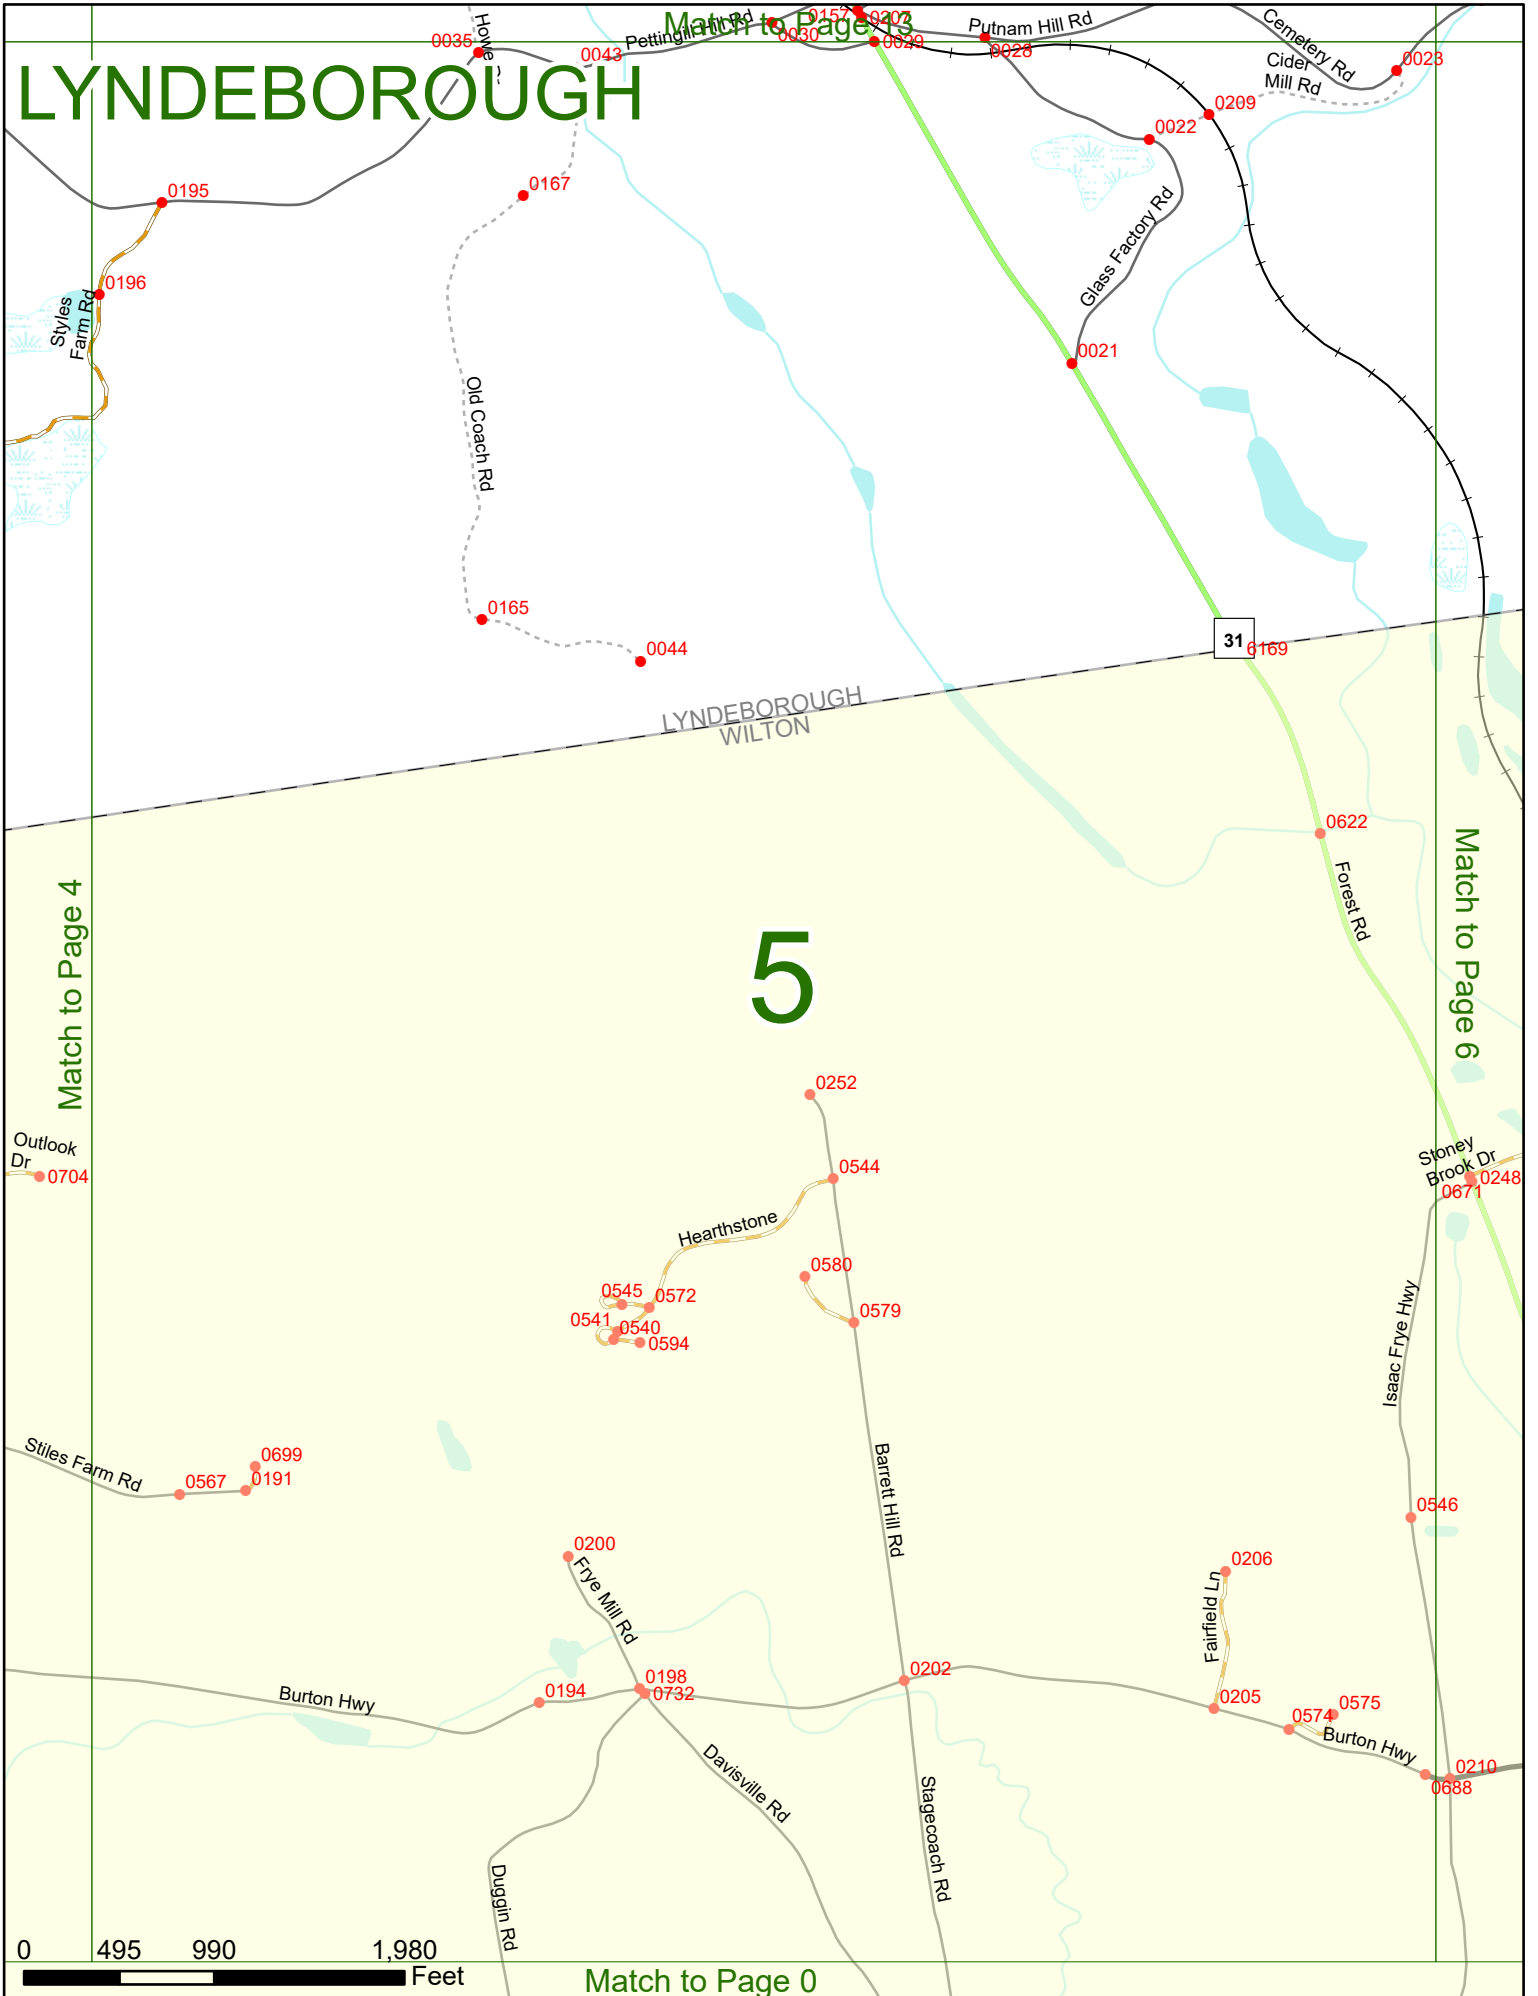 Match to Page 13
LYNDEBOROUGH
0035
0043
Pettingill Hill Rd
0030
0157
0207
0029
Putnam Hill Rd
0028
Cemetery Rd
Cider
Mill Rd
0023
0209
0022
0195
0167
0196
Styles
Farm Rd
Glass Factory Rd
0021
Old Coach Rd
0165
0044
31
6169
LYNDEBOROUGH
WILTON
0622
Forest Rd
Match to Page 4
Match to Page 6
5
0252
Outlook
Dr
0704
0544
Stoney
Brook Dr
0248
0671
Hearthstone
0580
0545
0572
0579
0541
0540
0594
Isaac Frye Hwy
Stiles Farm Rd
0699
0567
0191
Barrett Hill Rd
0546
0200
Frye Mill Rd
0206
Fairfield Ln
0202
0198
0732
0194
Burton Hwy
0205
0574
0575
Burton Hwy
0210
0688
Davisville Rd
Stagecoach Rd
Duggin Rd
0 495 990 1,980
Feet
Match to Page 0